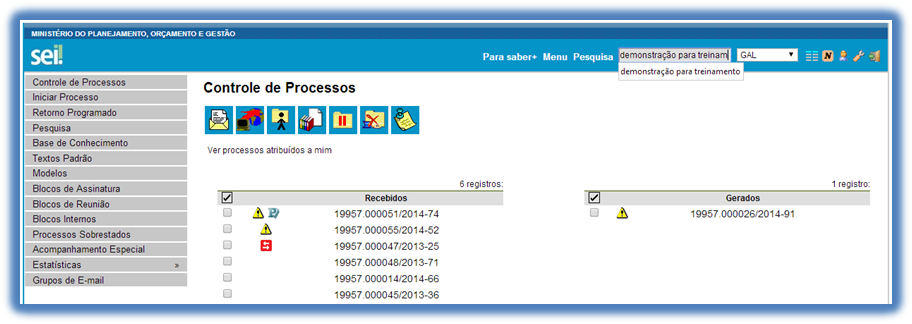 MINISTÉRIO DO PLANEJAMENTO, ORÇAMENTO E GESTÃO
sei!
Para saber+ Menu Pesquisa demonstração para treinam GAL
demonstração para treinamento
Controle de Processos
Iniciar Processo
Retorno Programado
Pesquisa
Base de Conhecimento
Textos Padrão
Modelos
Blocos de Assinatura
Blocos de Reunião
Blocos Internos
Processos Sobrestados
Acompanhamento Especial
Estatísticas »
Grupos de E-mail
Controle de Processos
Ver processos atribuídos a mim
6 registros:
Recebidos
19957.000051/2014-74
19957.000055/2014-52
19957.000047/2013-25
19957.000048/2013-71
19957.000014/2014-66
19957.000045/2013-36
1 registro:
Gerados
19957.000026/2014-91